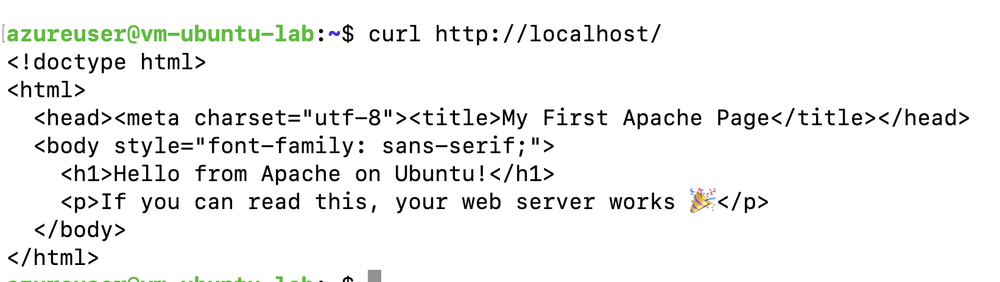 azureuser@vm-ubuntu-lab:~$ curl http://localhost/
<!doctype html>
<html>
  <head><meta charset="utf-8"><title>My First Apache Page</title></head>
  <body style="font-family: sans-serif;">
    <h1>Hello from Apache on Ubuntu!</h1>
    <p>If you can read this, your web server works 🎉</p>
  </body>
</html>
azureuser@vm-ubuntu-lab:~$